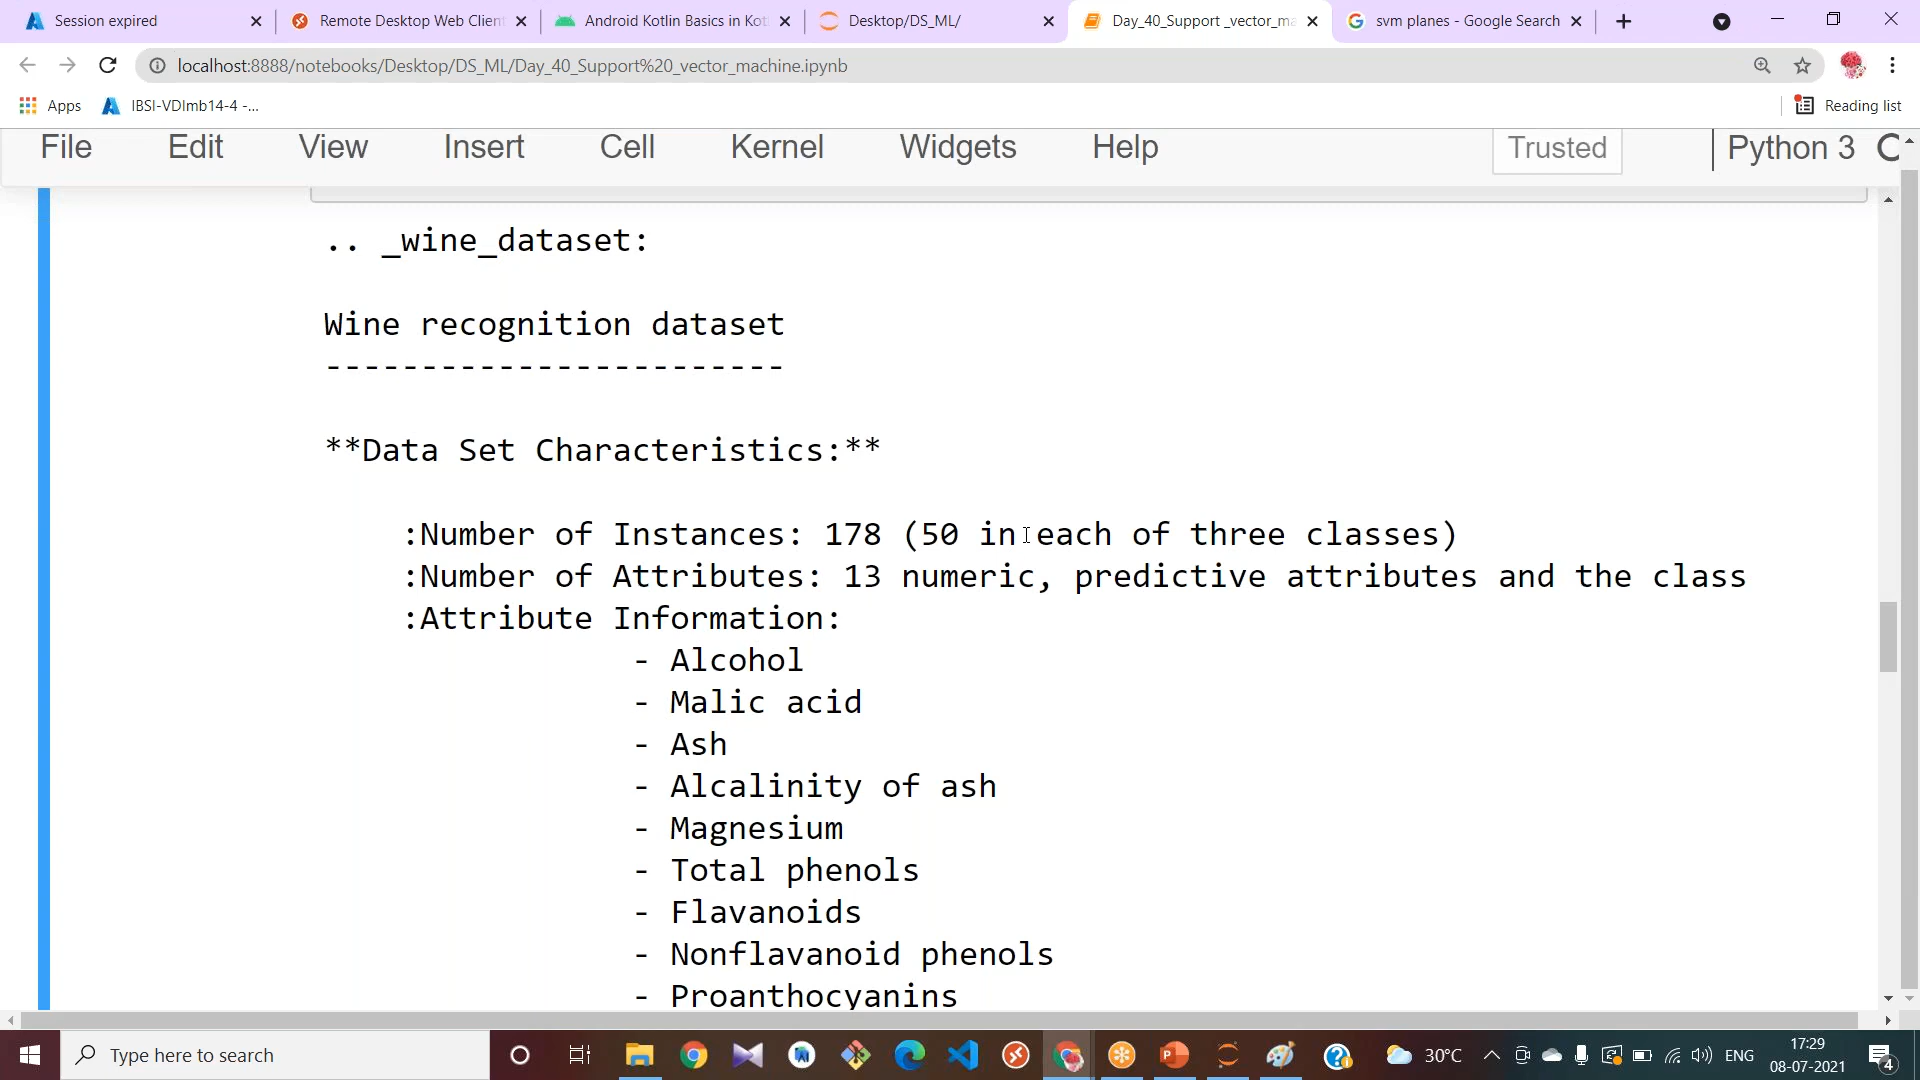 Session expired
Remote Desktop Web Client
Android Kotlin Basics in Kot
Desktop/DS_ML/
Day_40_Support _vector_ma
svm planes - Google Search
localhost:8888/notebooks/Desktop/DS_ML/Day_40_Support%20_vector_machine.ipynb
Apps
IBSI-VDImb14-4 -...
Reading list
File Edit View Insert Cell Kernel Widgets Help Trusted Python 3
.. _wine_dataset:
Wine recognition dataset
------------------------
**Data Set Characteristics:**
:Number of Instances: 178 (50 in each of three classes)
:Number of Attributes: 13 numeric, predictive attributes and the class
:Attribute Information:
- Alcohol
- Malic acid
- Ash
- Alcalinity of ash
- Magnesium
- Total phenols
- Flavanoids
- Nonflavanoid phenols
- Proanthocyanins
Type here to search
30°C
ENG
17:29
08-07-2021
4